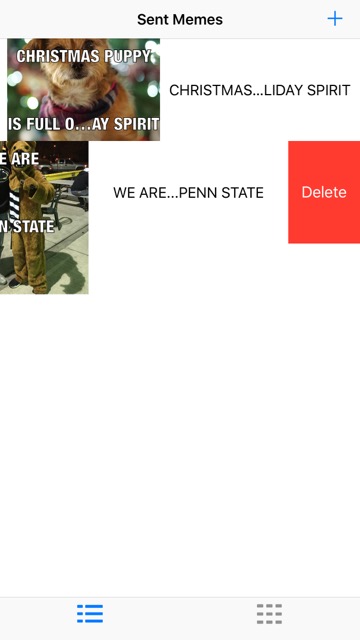 Sent Memes
+
CHRISTMAS PUPPY
IS FULL O...AY SPIRIT
CHRISTMAS...LIDAY SPIRIT
E ARE
N STATE
WE ARE...PENN STATE
Delete